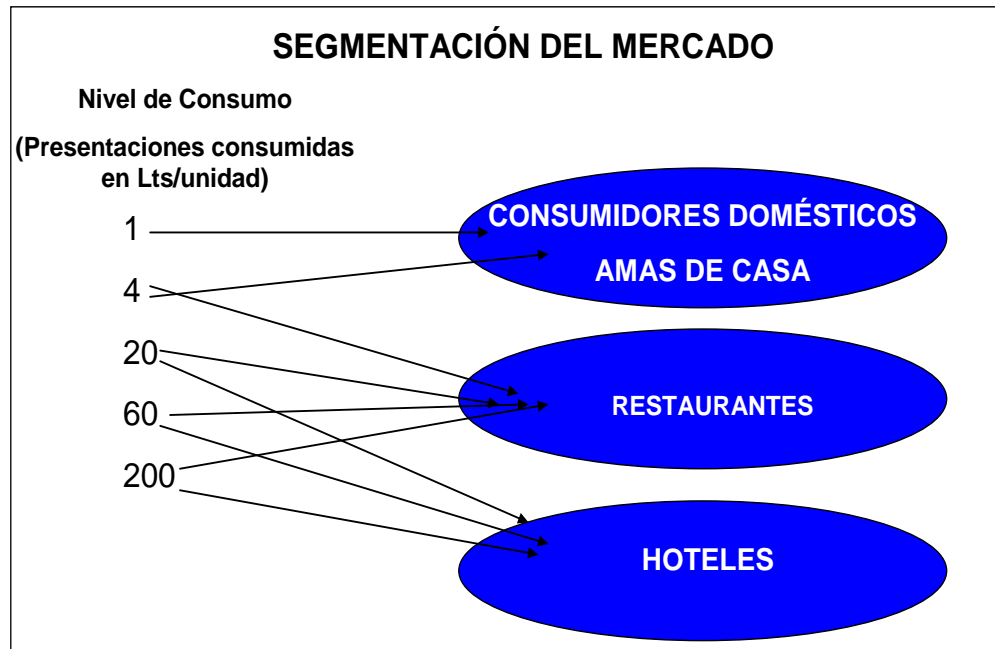 SEGMENTACIÓN DEL MERCADO
Nivel de Consumo
(Presentaciones consumidas
en Lts/unidad)
1
4
20
60
200
CONSUMIDORES DOMÉSTICOS
AMAS DE CASA
RESTAURANTES
HOTELES